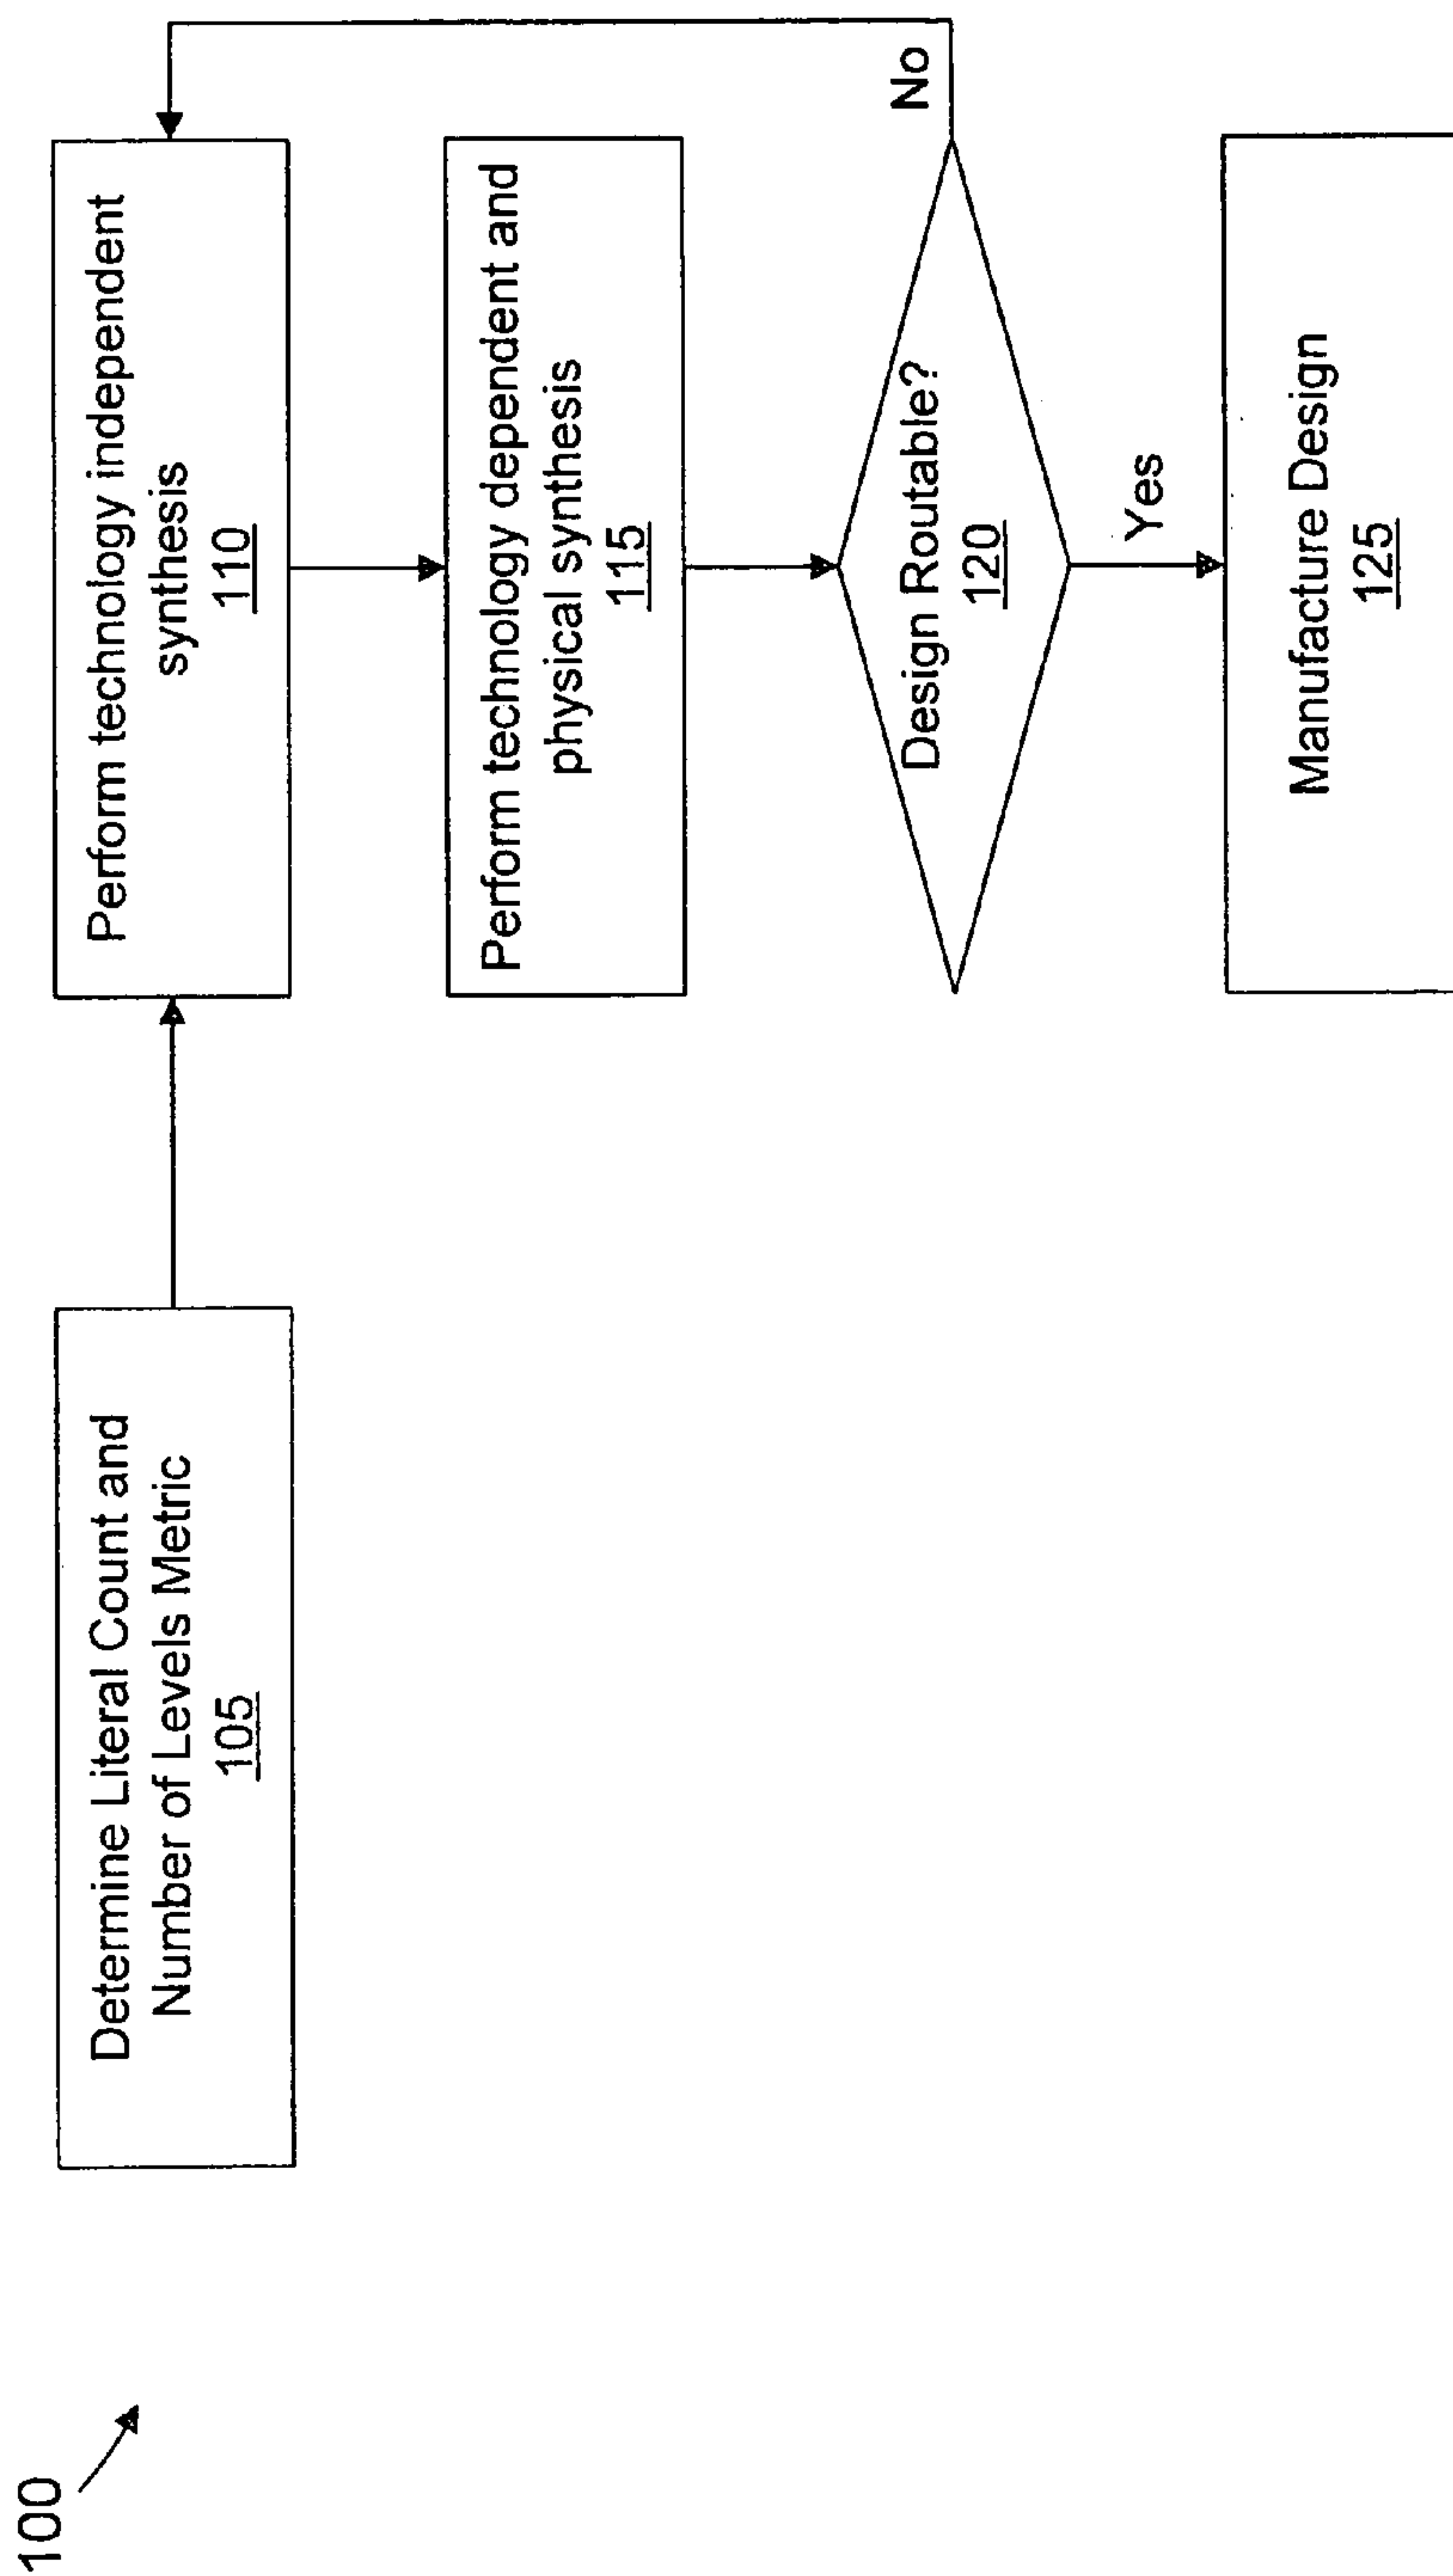 100
Determine Literal Count and
Number of Levels Metric
105
Perform technology independent
synthesis
110
Perform technology dependent and
physical synthesis
115
Design Routable?
120
No
Yes
Manufacture Design
125